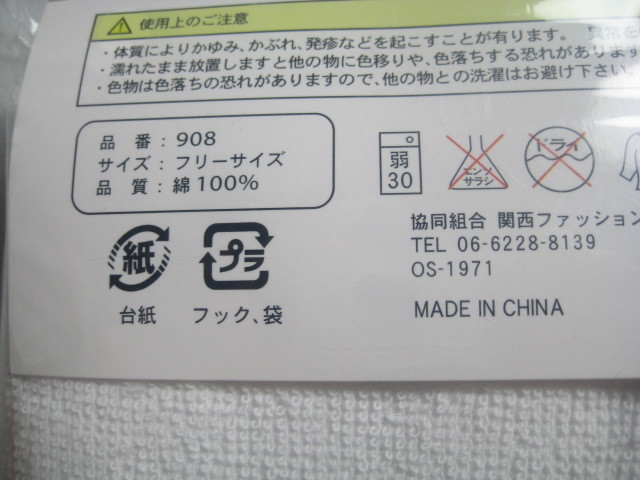 使用上のご注意
・体質によりかゆみ、かぶれ、発疹などを起こすことが有ります。 異常を
・濡れたまま放置しますと他の物に色移りや、色落ちする恐れがあります
・色物は色落ちの恐れがありますので、他の物との洗濯はお避け下さい
品番：908
サイズ：フリーサイズ
品質：綿100%
弱
30
エンソ
サラシ
ドライ
協同組合 関西ファッション
TEL 06-6228-8139
OS-1971
MADE IN CHINA
紙
台紙
プラ
フック、袋